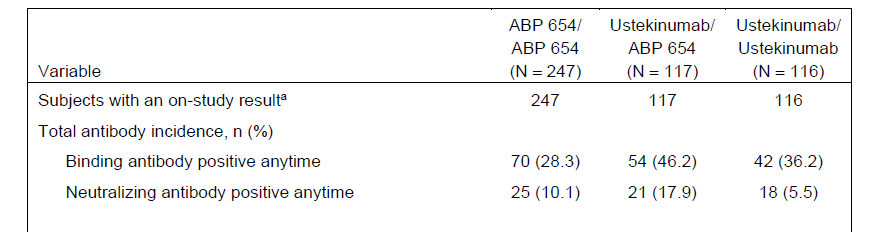 ABP 654/ Ustekinumab/ Ustekinumab/
ABP 654 ABP 654 Ustekinumab
Variable (N = 247) (N = 117) (N = 116)
Subjects with an on-study resultª 247 117 116
Total antibody incidence, n (%)
Binding antibody positive anytime 70 (28.3) 54 (46.2) 42 (36.2)
Neutralizing antibody positive anytime 25 (10.1) 21 (17.9) 18 (5.5)